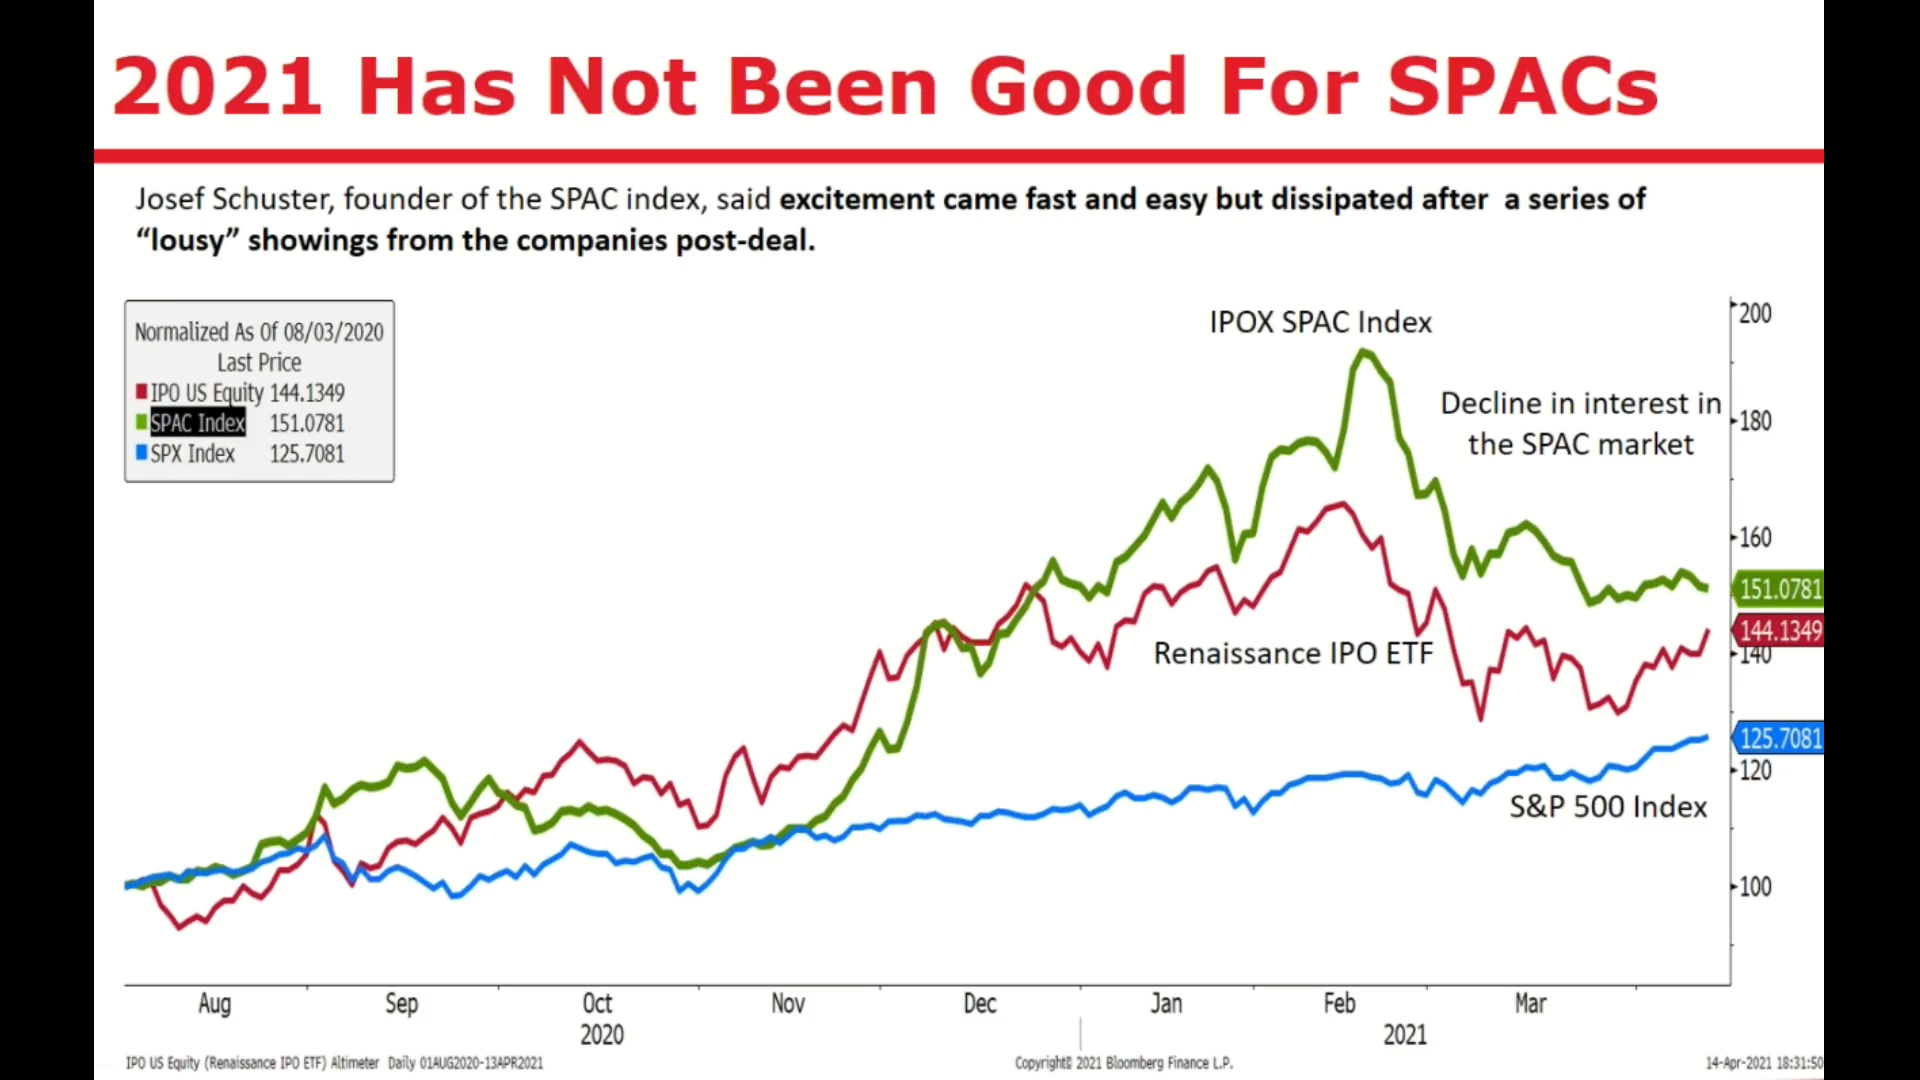 2021 Has Not Been Good For SPACs
Josef Schuster, founder of the SPAC index, said excitement came fast and easy but dissipated after a series of
“lousy” showings from the companies post-deal.
Normalized As Of 08/03/2020
Last Price
IPO US Equity 144.1349
SPAC Index 151.0781
SPX Index 125.7081
IPOX SPAC Index
Decline in interest in
the SPAC market
Renaissance IPO ETF
S&P 500 Index
200
180
160
151.0781
144.1349
140
125.7081
120
100
Aug Sep Oct Nov Dec Jan Feb Mar
2020 2021
IPO US Equity (Renaissance IPO ETF) Altimeter Daily 01AUG2020-13APR2021 Copyright© 2021 Bloomberg Finance L.P. 14-Apr-2021 18:31:50